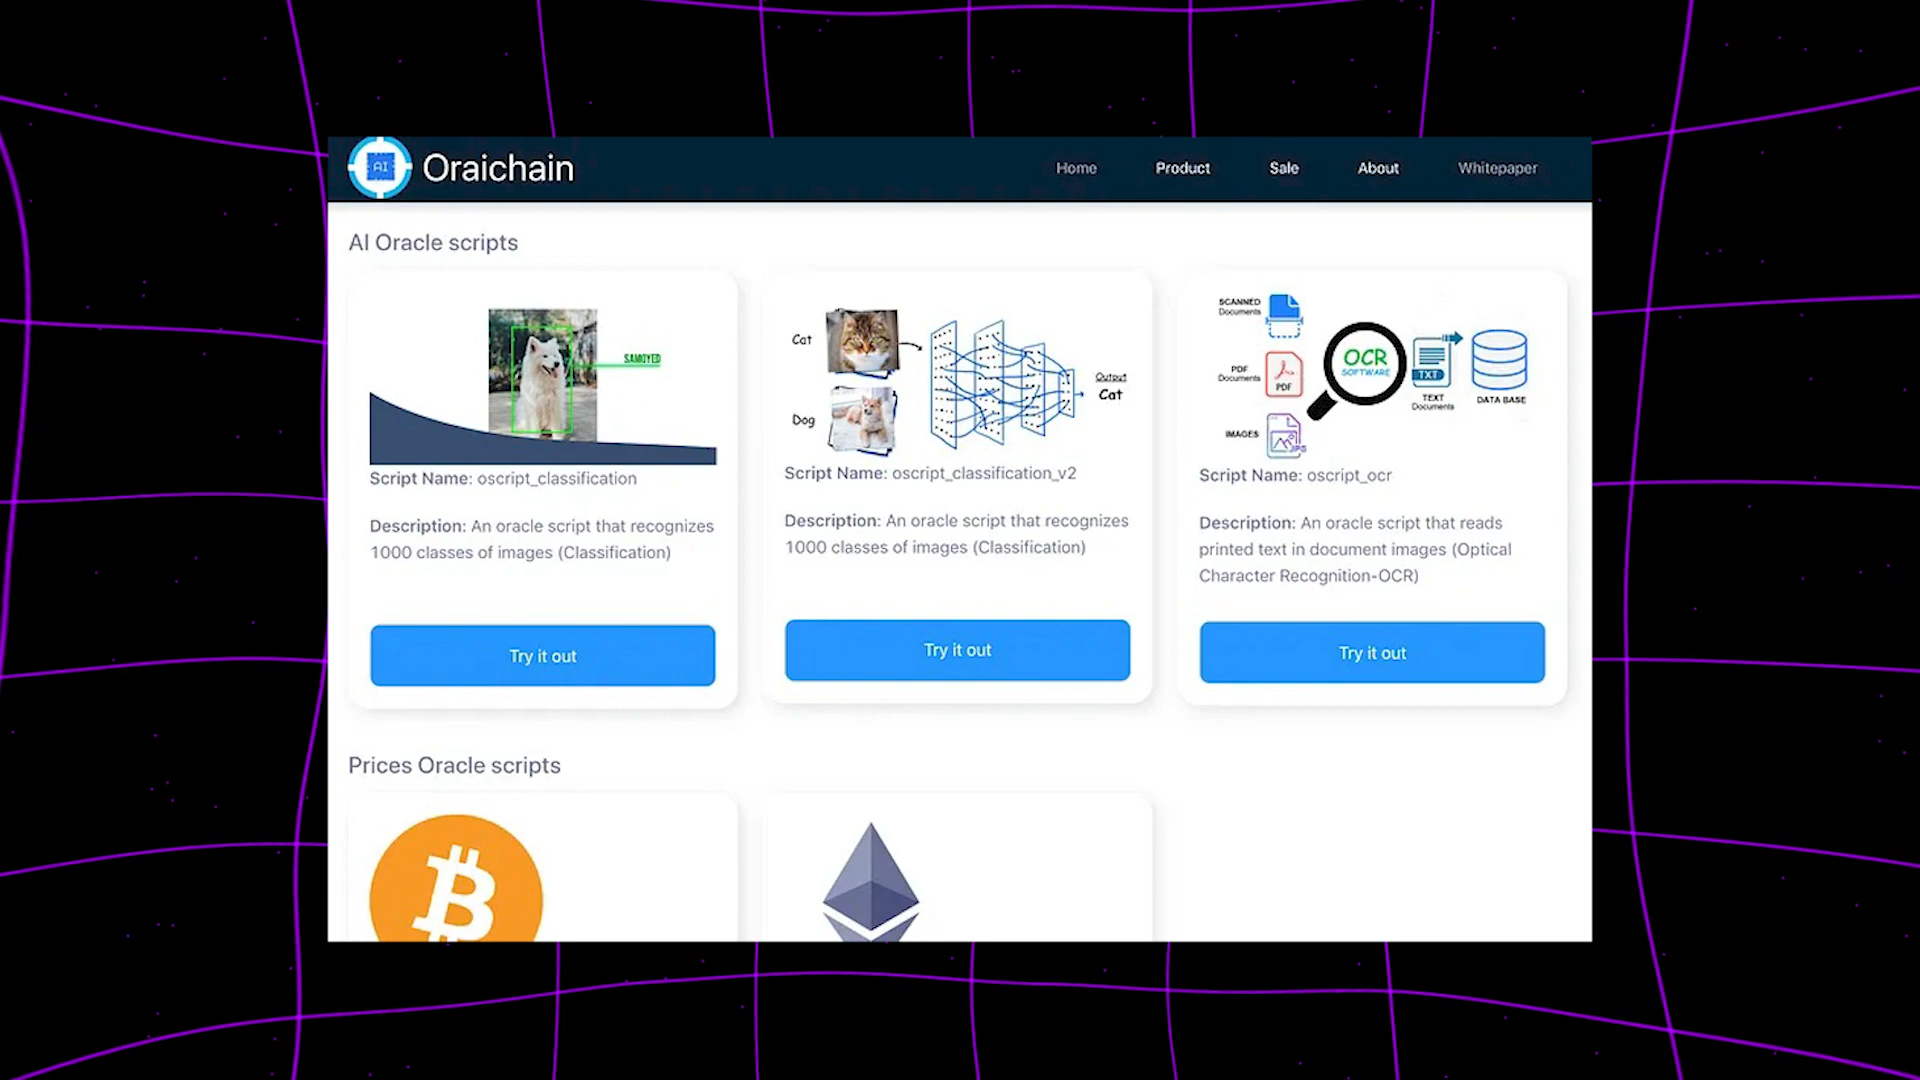 AI
Oraichain
Home
Product
Sale
About
Whitepaper
AI Oracle scripts
SAMOYED
Script Name: oscript_classification
Description: An oracle script that recognizes
1000 classes of images (Classification)
Try it out
Cat
Dog
Output
Cat
Script Name: oscript_classification_v2
Description: An oracle script that recognizes
1000 classes of images (Classification)
Try it out
SCANNED
Documents
PDF
Documents
PDF
IMAGES
JPG
OCR
SOFTWARE
TXT
TEXT
Documents
DATA BASE
Script Name: oscript_ocr
Description: An oracle script that reads
printed text in document images (Optical
Character Recognition-OCR)
Try it out
Prices Oracle scripts